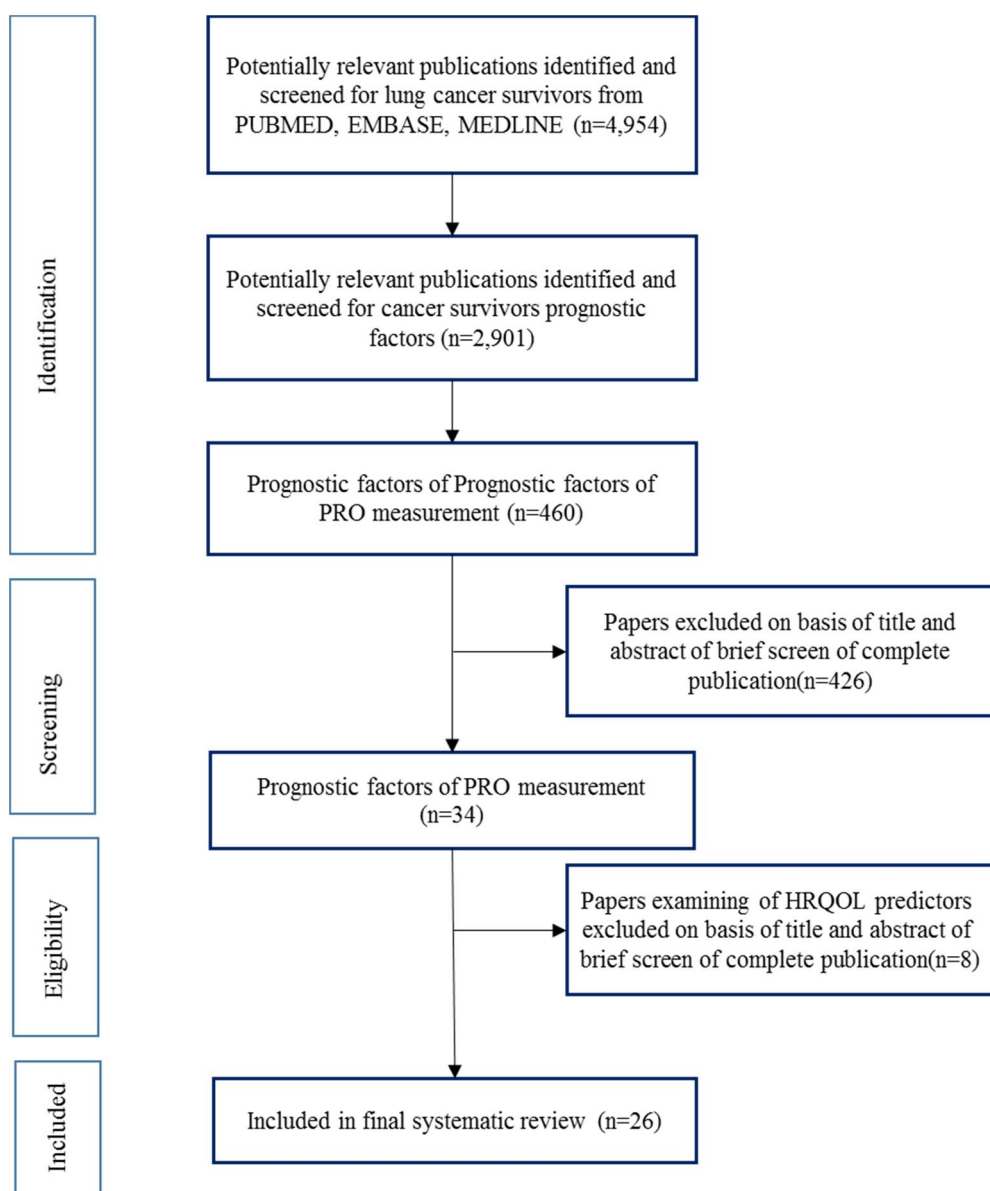 Identification
Potentially relevant publications identified and
screened for lung cancer survivors from
PUBMED, EMBASE, MEDLINE (n=4,954)
Potentially relevant publications identified and
screened for cancer survivors prognostic
factors (n=2,901)
Prognostic factors of Prognostic factors of
PRO measurement (n=460)
Screening
Papers excluded on basis of title and
abstract of brief screen of complete
publication(n=426)
Prognostic factors of PRO measurement
(n=34)
Eligibility
Papers examining of HRQOL predictors
excluded on basis of title and abstract of
brief screen of complete publication(n=8)
Included
Included in final systematic review (n=26)